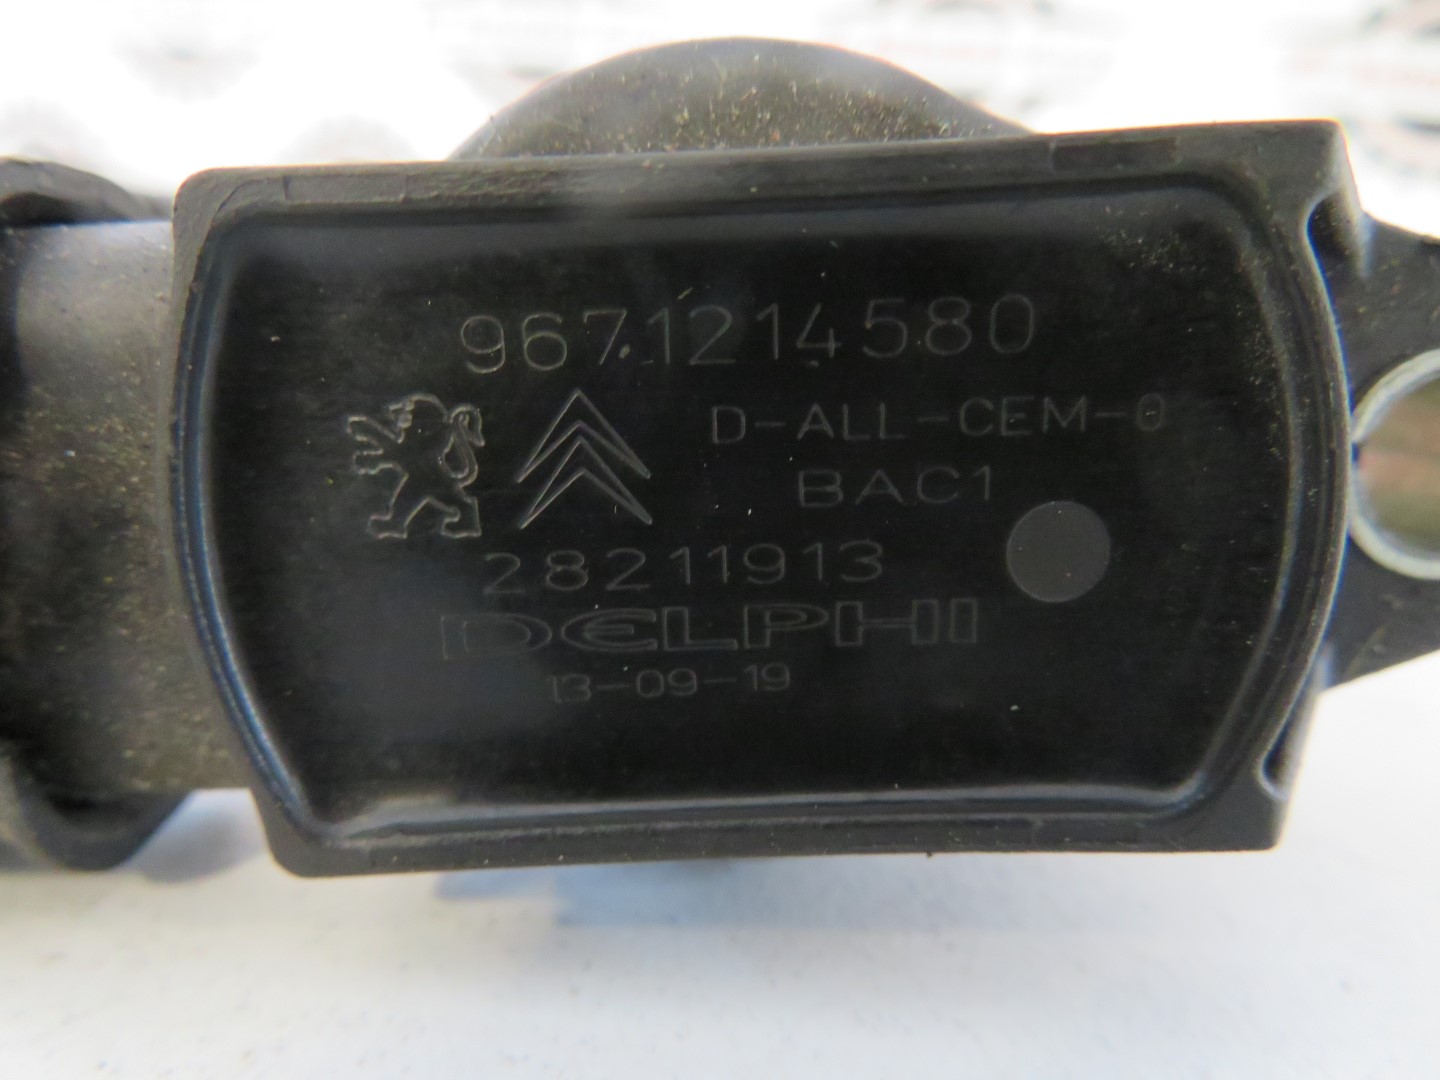 9671214580
D-ALL-CEM-0
BAC1
28211913
DELPHI
13-09-19